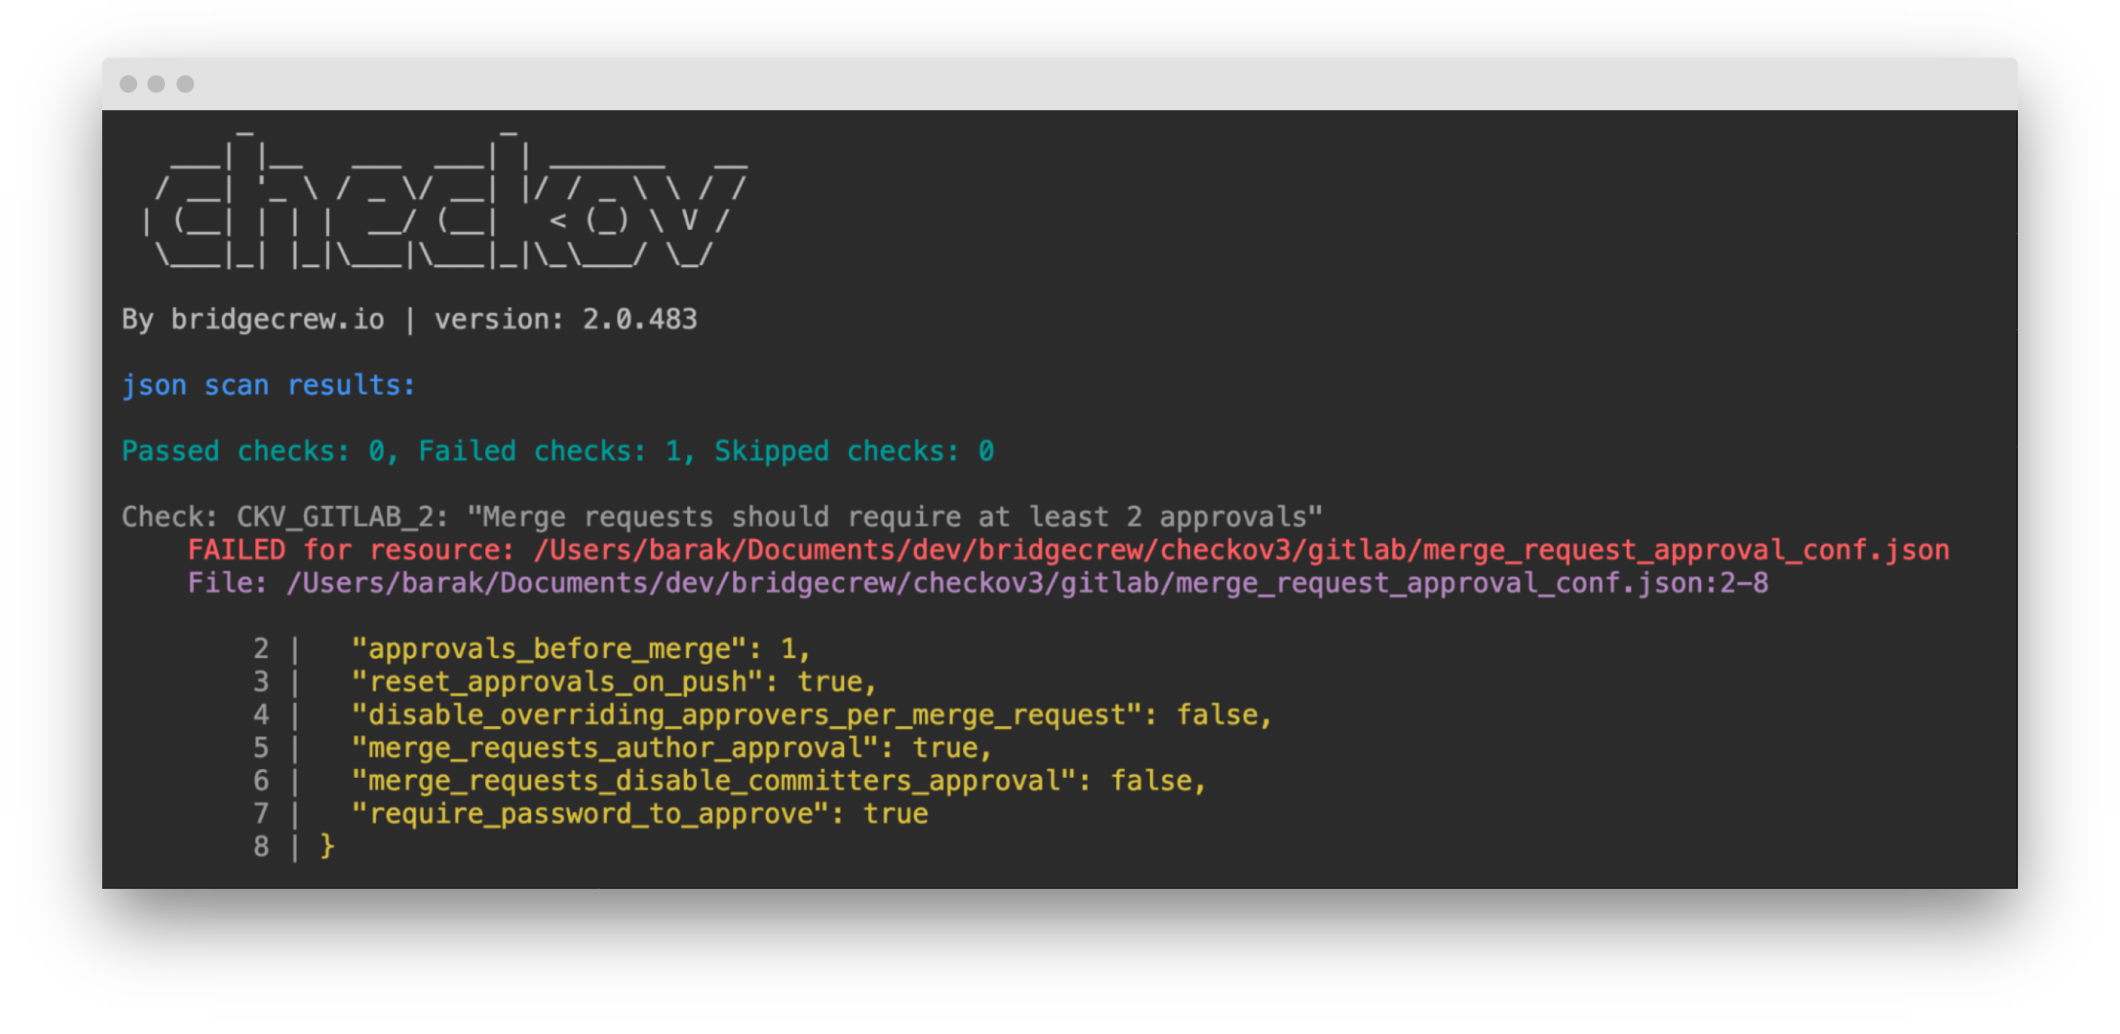 checkov
By bridgecrew.io | version: 2.0.483
json scan results:
Passed checks: 0, Failed checks: 1, Skipped checks: 0
Check: CKV_GITLAB_2: "Merge requests should require at least 2 approvals"
FAILED for resource: /Users/barak/Documents/dev/bridgecrew/checkov3/gitlab/merge_request_approval_conf.json
File: /Users/barak/Documents/dev/bridgecrew/checkov3/gitlab/merge_request_approval_conf.json:2-8
2 |   "approvals_before_merge": 1,
3 |   "reset_approvals_on_push": true,
4 |   "disable_overriding_approvers_per_merge_request": false,
5 |   "merge_requests_author_approval": true,
6 |   "merge_requests_disable_committers_approval": false,
7 |   "require_password_to_approve": true
8 | }